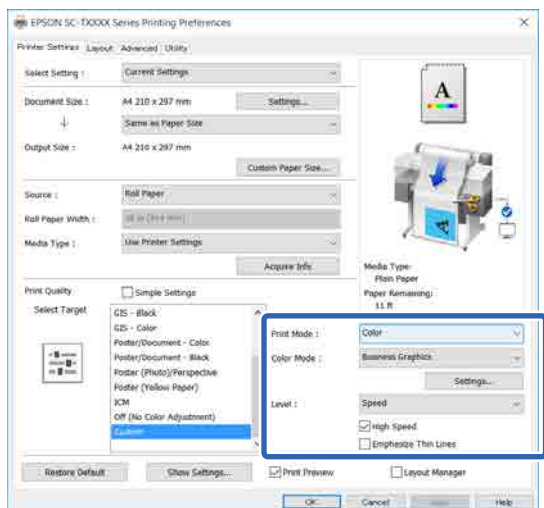 EPSON SC-TXXXX Series Printing Preferences
Printer Settings Layout Advanced Utility
Select Setting : Current Settings
Document Size : A4 210 x 297 mm Settings...
Same as Paper Size
Output Size : A4 210 x 297 mm
Custom Paper Size...
Source : Roll Paper
Roll Paper Width :
Media Type : Use Printer Settings
Acquire Info
A
Media Type:
Plain Paper
Paper Remaining:
11 ft
Print Quality Simple Settings
Select Target
GIS - Black
GIS - Color
Poster/Document - Color
Poster/Document - Black
Poster (Photo)/Perspective
Poster (Yellow Paper)
ICM
Off (No Color Adjustment)
Custom
Print Mode : Color
Color Mode : Business Graphics
Settings...
Level : Speed
High Speed
Emphasize Thin Lines
Restore Default Show Settings... Print Preview Layout Manager
OK Cancel Help